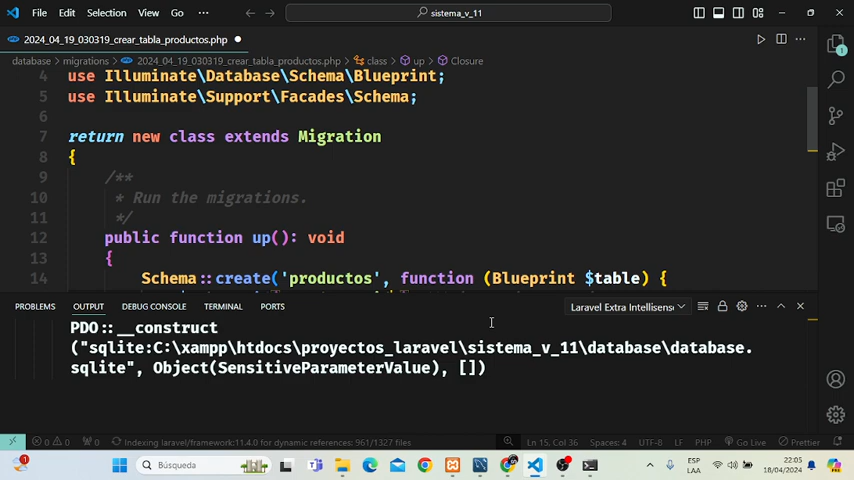 File Edit Selection View Go ··· sistema_v_11
2024_04_19_030319_crear_tabla_productos.php
database > migrations > 2024_04_19_030319_crear_tabla_productos.php > class > up > Closure
4 use Illuminate\Database\Schema\Blueprint;
5 use Illuminate\Support\Facades\Schema;
6
7 return new class extends Migration
8 {
9 /**
10 * Run the migrations.
11 */
12 public function up(): void
13 {
14 Schema::create('productos', function (Blueprint $table) {
PROBLEMS OUTPUT DEBUG CONSOLE TERMINAL PORTS Laravel Extra Intellisens
PDO::__construct
("sqlite:C:\xampp\htdocs\proyectos_laravel\sistema_v_11\database\database.
sqlite", Object(SensitiveParameterValue), [])
0 0 0 Indexing laravel/framework:11.4.0 for dynamic references: 961/1327 files Ln 15, Col 36 Spaces: 4 UTF-8 LF PHP Go Live Prettier
1 Búsqueda ESP 22:05
LAA 18/04/2024